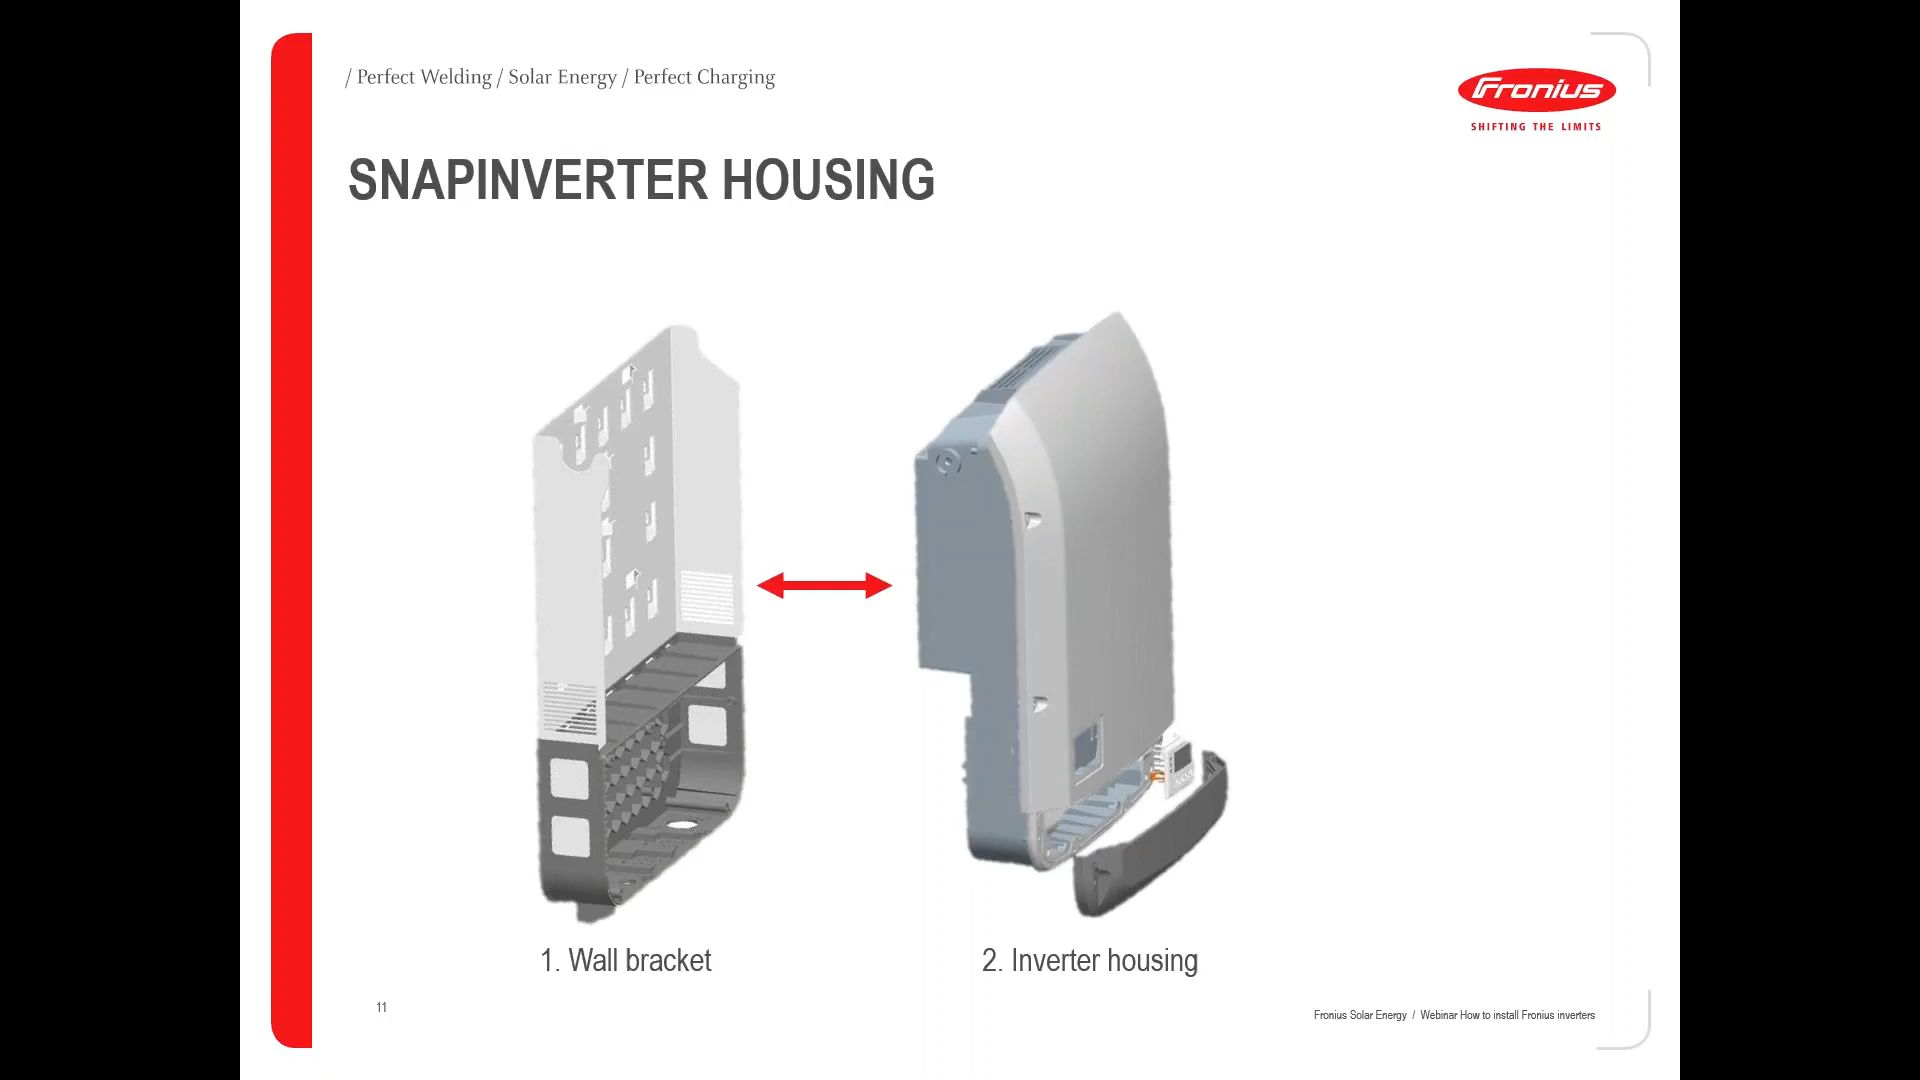 / Perfect Welding / Solar Energy / Perfect Charging
Fronius
SHIFTING THE LIMITS
SNAPINVERTER HOUSING
1. Wall bracket
2. Inverter housing
11
Fronius Solar Energy / Webinar How to install Fronius inverters